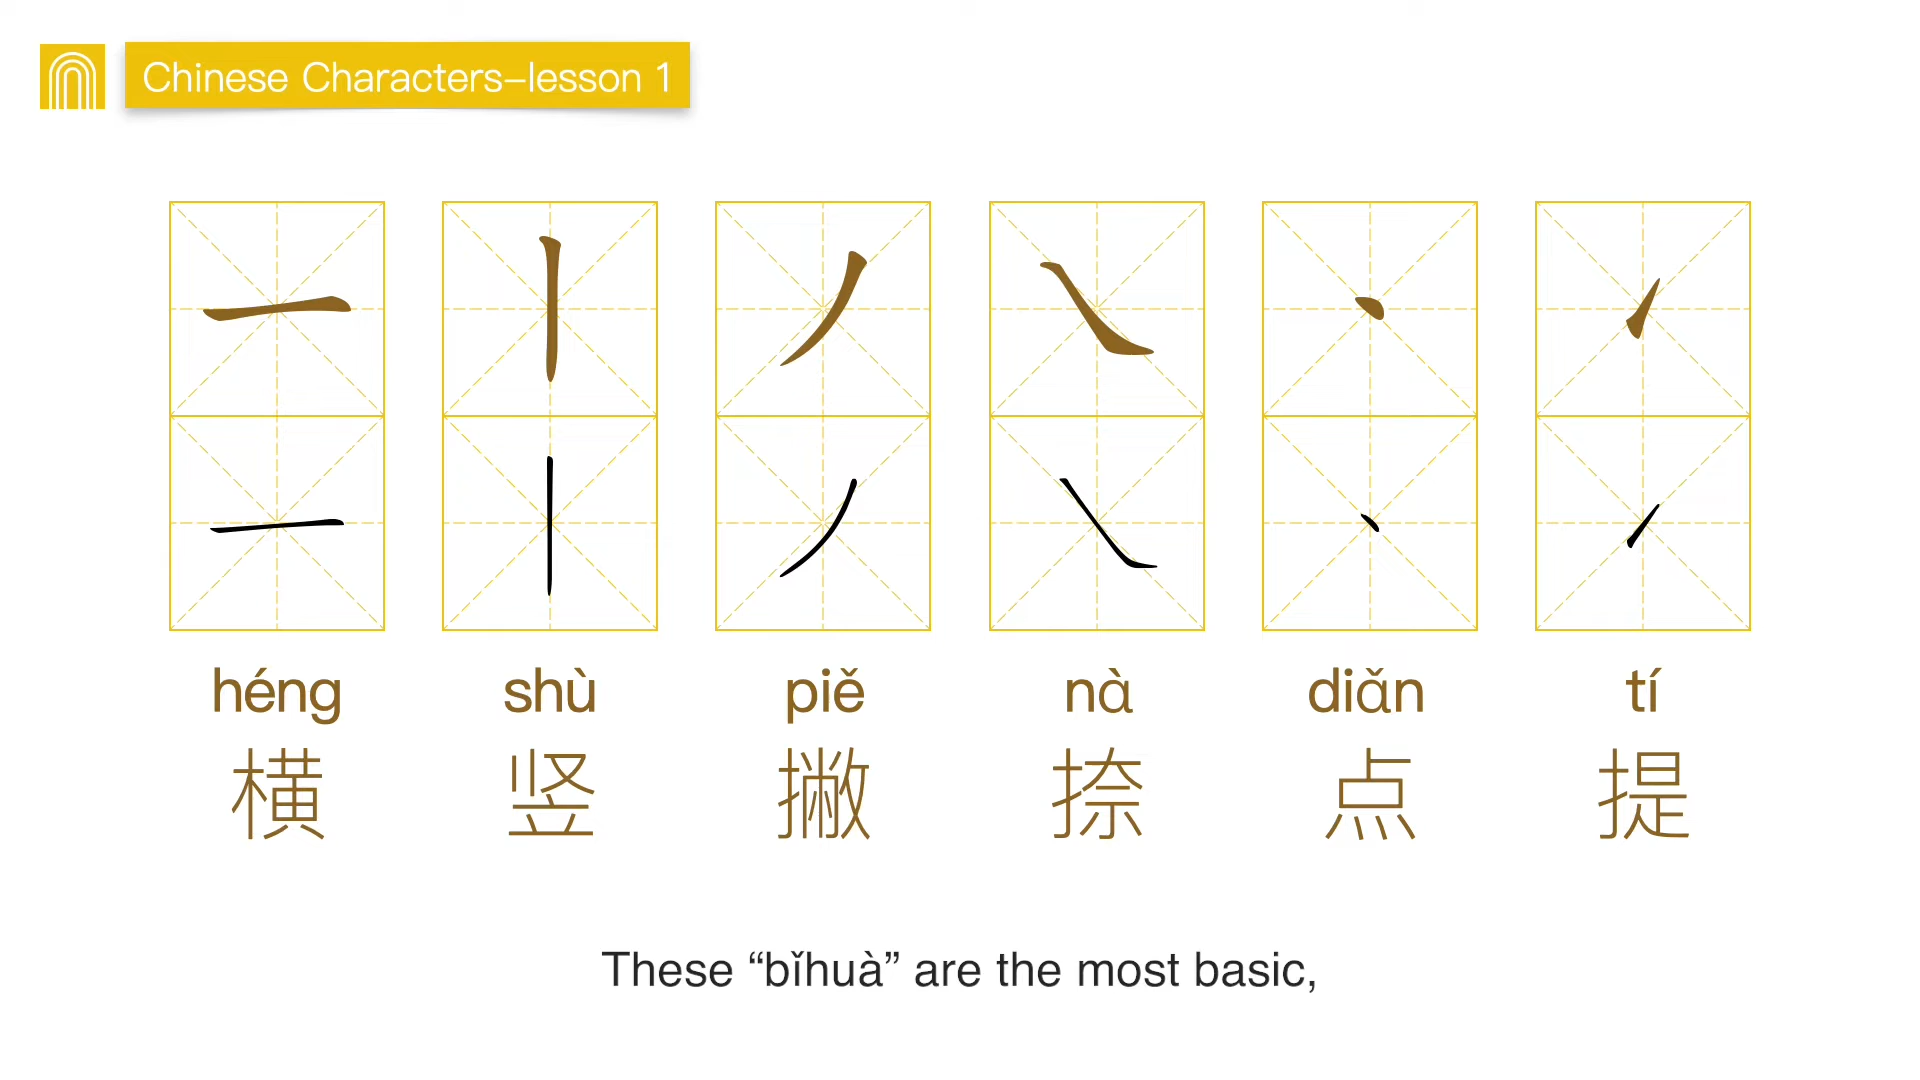 Chinese Characters–lesson 1
héng shù piě nà diǎn tí
横 竖 撇 捺 点 提
These “bǐhuà” are the most basic,